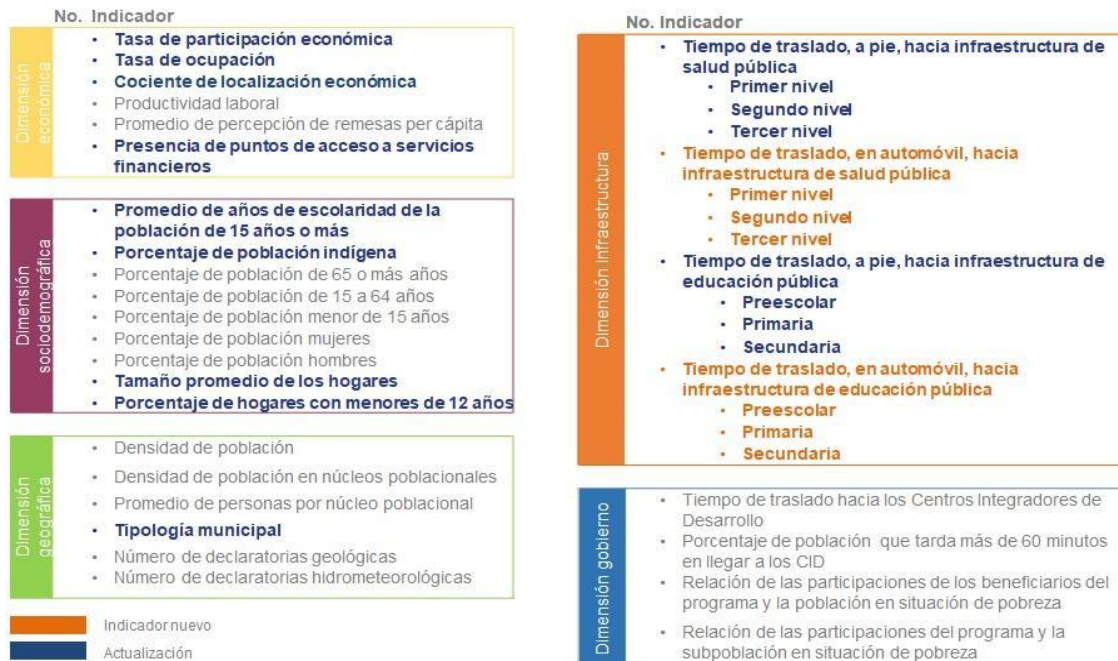 No. Indicador
Dimensión
económica
• Tasa de participación económica
• Tasa de ocupación
• Cociente de localización económica
• Productividad laboral
• Promedio de percepción de remesas per cápita
• Presencia de puntos de acceso a servicios
financieros
Dimensión
sociodemográfica
• Promedio de años de escolaridad de la
población de 15 años o más
• Porcentaje de población indígena
• Porcentaje de población de 65 o más años
• Porcentaje de población de 15 a 64 años
• Porcentaje de población menor de 15 años
• Porcentaje de población mujeres
• Porcentaje de población hombres
• Tamaño promedio de los hogares
• Porcentaje de hogares con menores de 12 años
Dimensión
geográfica
• Densidad de población
• Densidad de población en núcleos poblacionales
• Promedio de personas por núcleo poblacional
• Tipología municipal
• Número de declaratorias geológicas
• Número de declaratorias hidrometeorológicas
Indicador nuevo
Actualización
No. Indicador
Dimensión infraestructura
• Tiempo de traslado, a pie, hacia infraestructura de
salud pública
• Primer nivel
• Segundo nivel
• Tercer nivel
• Tiempo de traslado, en automóvil, hacia
infraestructura de salud pública
• Primer nivel
• Segundo nivel
• Tercer nivel
• Tiempo de traslado, a pie, hacia infraestructura de
educación pública
• Preescolar
• Primaria
• Secundaria
• Tiempo de traslado, en automóvil, hacia
infraestructura de educación pública
• Preescolar
• Primaria
• Secundaria
Dimensión gobierno
• Tiempo de traslado hacia los Centros Integradores de
Desarrollo
• Porcentaje de población que tarda más de 60 minutos
en llegar a los CID
• Relación de las participaciones de los beneficiarios del
programa y la población en situación de pobreza
• Relación de las participaciones del programa y la
subpoblación en situación de pobreza